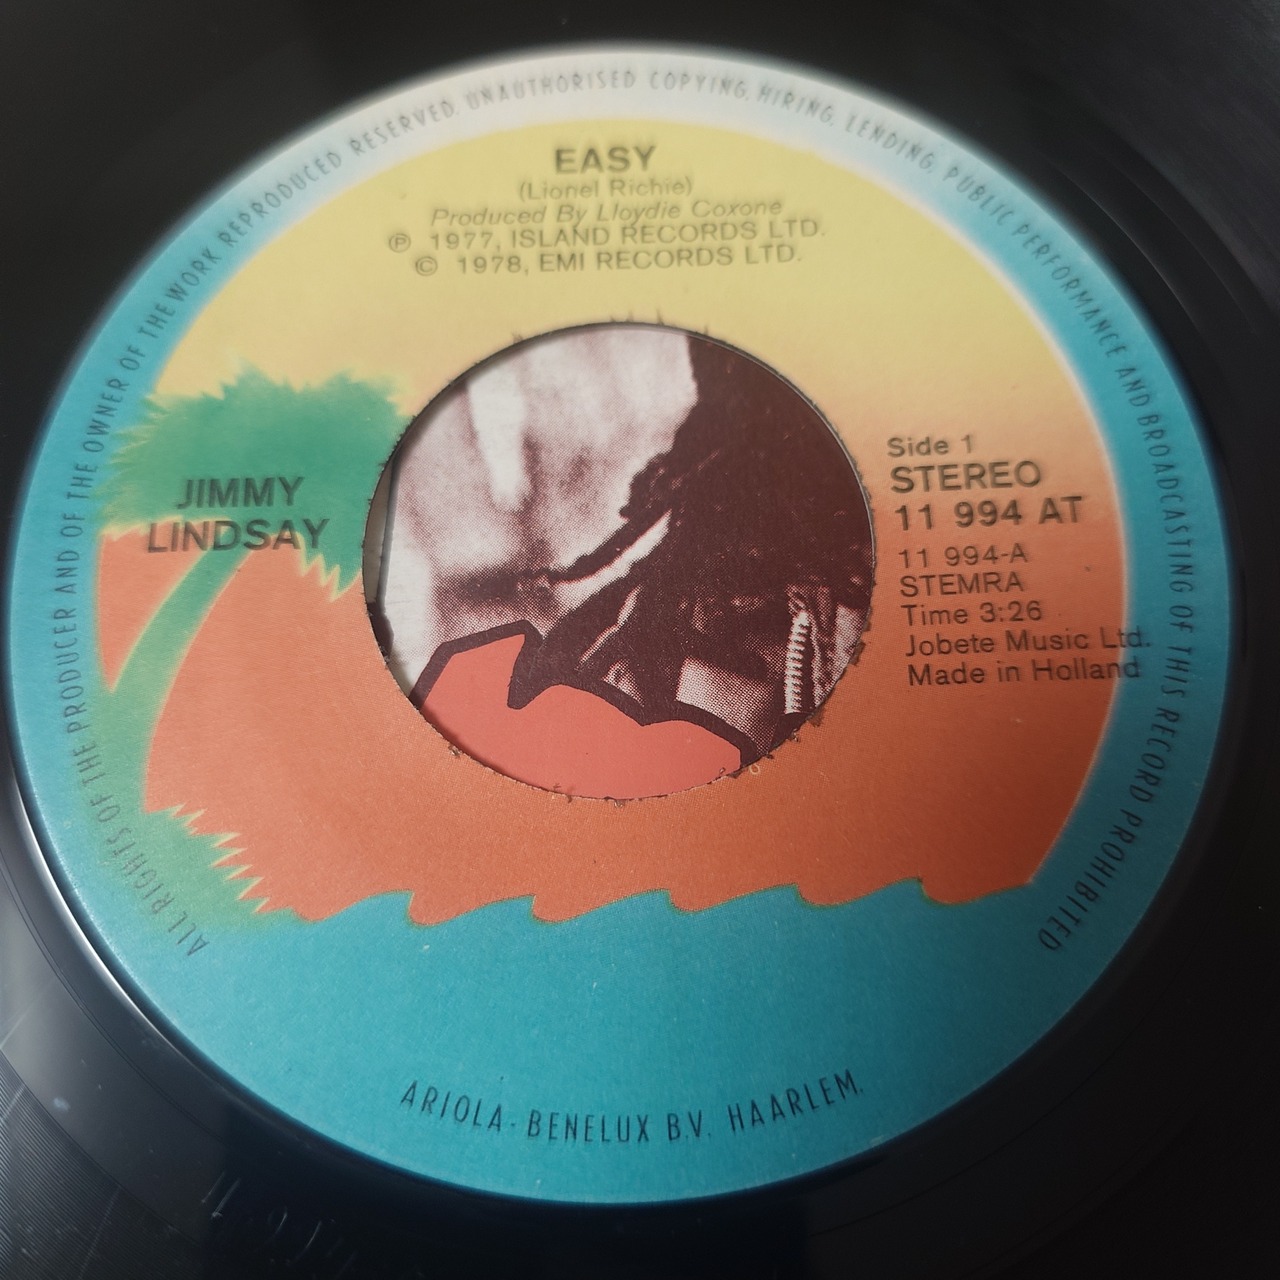 ALL RIGHTS OF THE PRODUCER AND OF THE OWNER OF THE WORK REPRODUCED RESERVED. UNAUTHORISED COPYING, HIRING, LENDING, PUBLIC PERFORMANCE AND BROADCASTING OF THIS RECORD PROHIBITED
EASY
(Lionel Richie)
Produced By Lloydie Coxone
Ⓟ 1977, ISLAND RECORDS LTD.
© 1978, EMI RECORDS LTD.
JIMMY
LINDSAY
Side 1
STEREO
11 994 AT
11 994-A
STEMRA
Time 3:26
Jobete Music Ltd.
Made in Holland
ARIOLA-BENELUX B.V. HAARLEM.